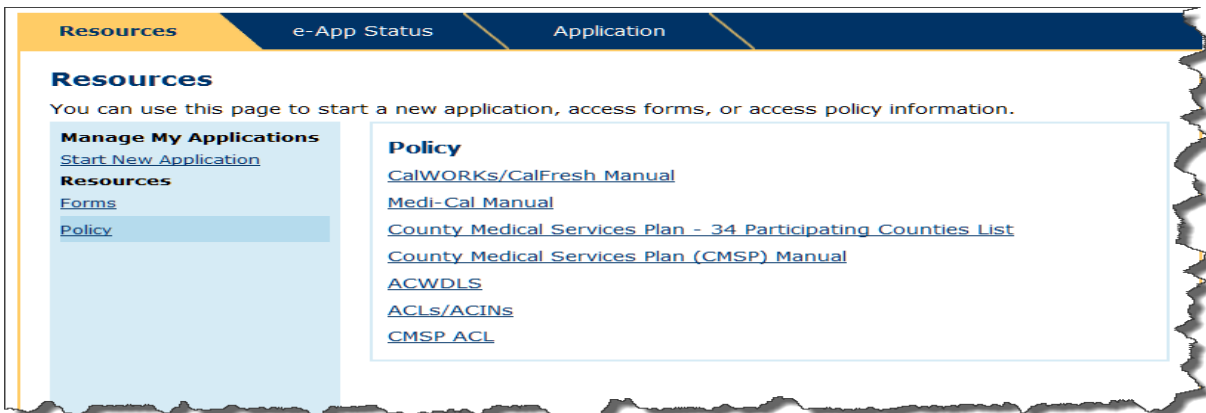 Resources e-App Status Application
Resources
You can use this page to start a new application, access forms, or access policy information.
Manage My Applications
Start New Application
Resources
Forms
Policy
Policy
CalWORKs/CalFresh Manual
Medi-Cal Manual
County Medical Services Plan - 34 Participating Counties List
County Medical Services Plan (CMSP) Manual
ACWDLS
ACLs/ACINs
CMSP ACL